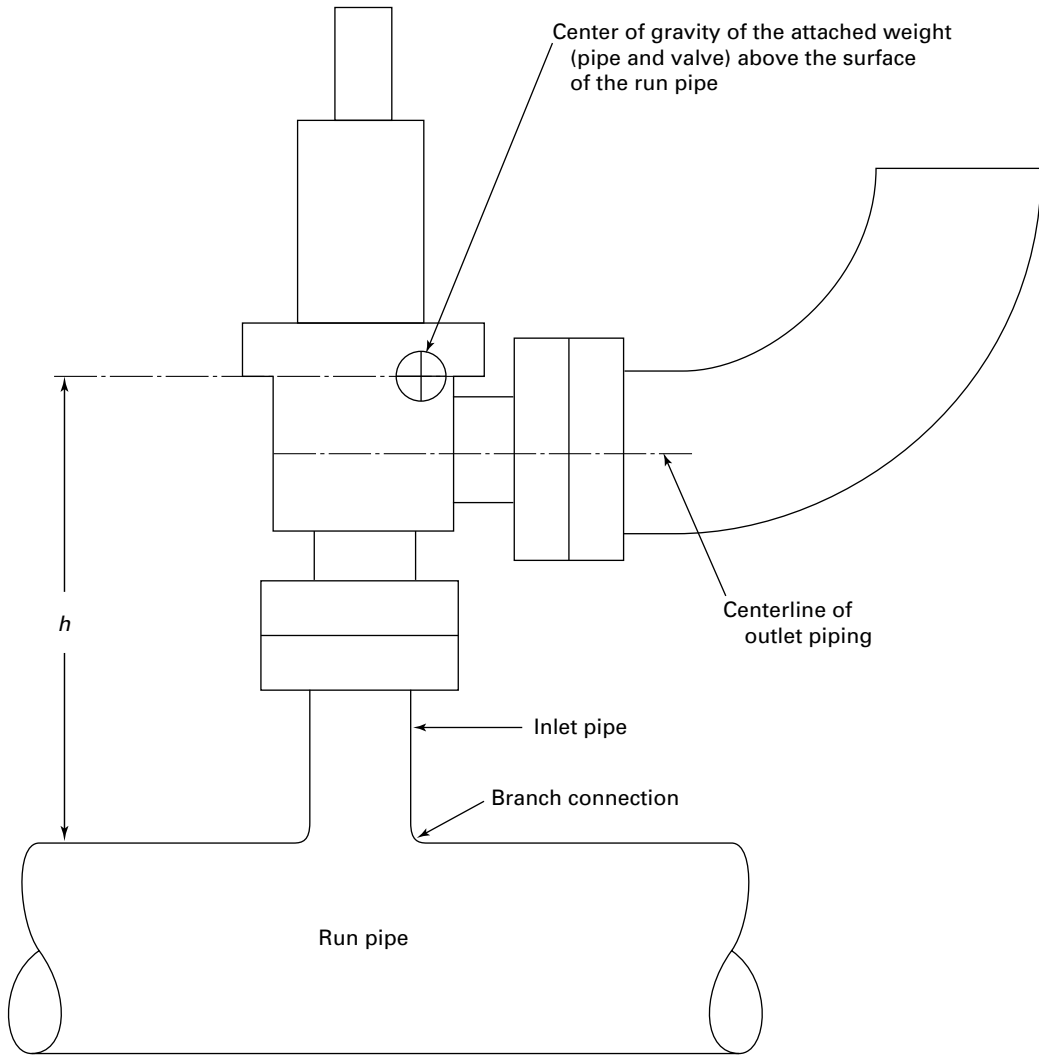 Center of gravity of the attached weight
(pipe and valve) above the surface
of the run pipe
h
Centerline of
outlet piping
Inlet pipe
Branch connection
Run pipe